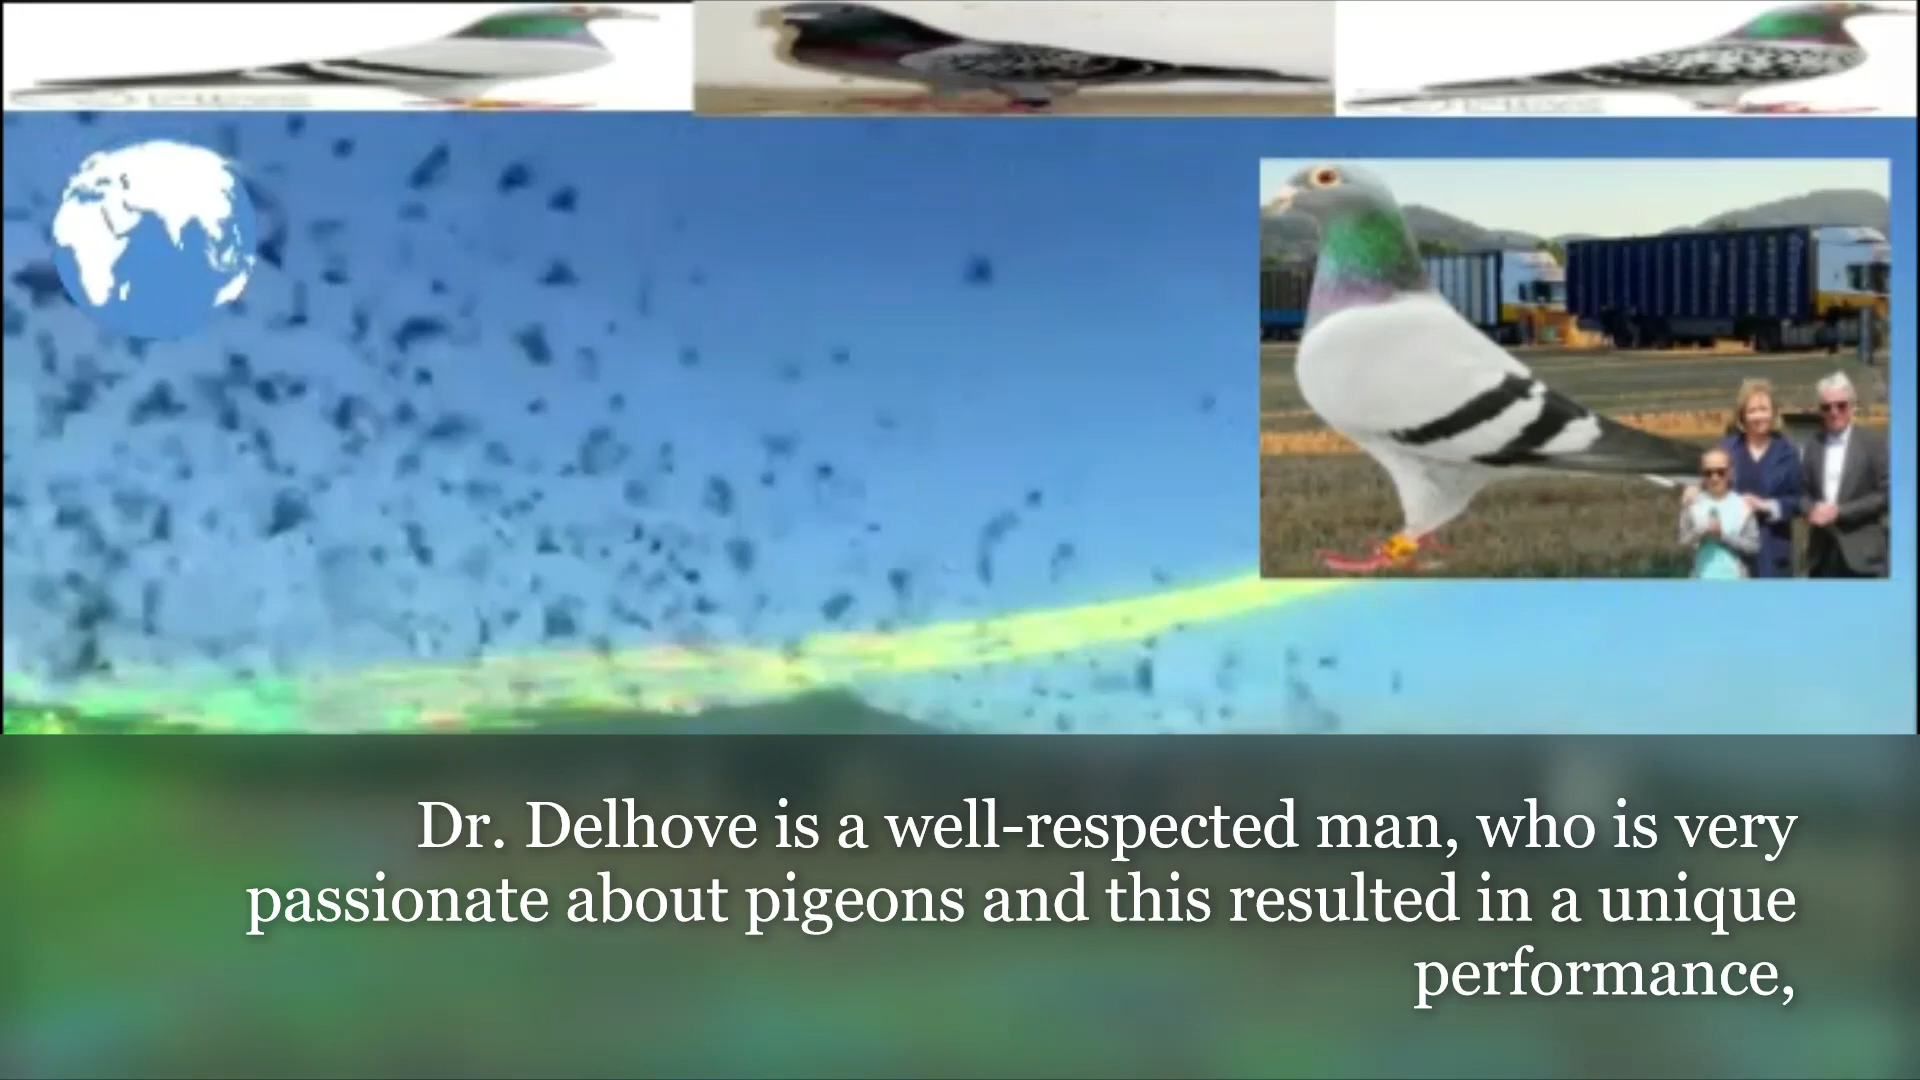 Dr. Delhove is a well-respected man, who is very
passionate about pigeons and this resulted in a unique
performance,